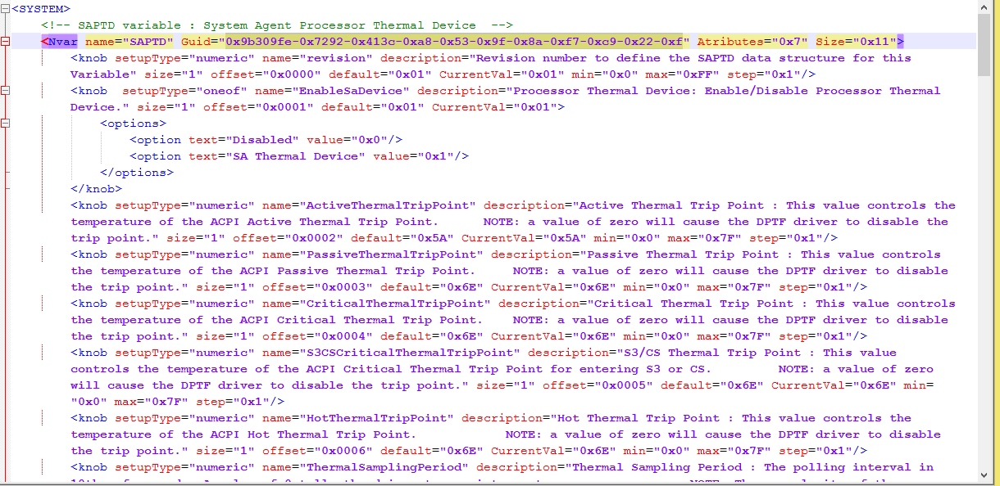 <SYSTEM>
<!-- SAPTD variable : System Agent Processor Thermal Device  -->
<Nvar name="SAPTD" Guid="0x9b309fe-0x7292-0x413c-0xa8-0x53-0x9f-0x8a-0xf7-0xc9-0x22-0xf" Atributes="0x7" Size="0x11">
<knob setupType="numeric" name="revision" description="Revision number to define the SAPTD data structure for this
Variable" size="1" offset="0x0000" default="0x01" CurrentVal="0x01" min="0x0" max="0xFF" step="0x1"/>
<knob  setupType="oneof" name="EnableSaDevice" description="Processor Thermal Device: Enable/Disable Processor Thermal
Device." size="1" offset="0x0001" default="0x01" CurrentVal="0x01">
<options>
<option text="Disabled" value="0x0"/>
<option text="SA Thermal Device" value="0x1"/>
</options>
</knob>
<knob setupType="numeric" name="ActiveThermalTripPoint" description="Active Thermal Trip Point : This value controls the
temperature of the ACPI Active Thermal Trip Point.      NOTE: a value of zero will cause the DPTF driver to disable the
trip point." size="1" offset="0x0002" default="0x5A" CurrentVal="0x5A" min="0x0" max="0x7F" step="0x1"/>
<knob setupType="numeric" name="PassiveThermalTripPoint" description="Passive Thermal Trip Point : This value controls
the temperature of the ACPI Passive Thermal Trip Point.     NOTE: a value of zero will cause the DPTF driver to disable
the trip point." size="1" offset="0x0003" default="0x6E" CurrentVal="0x6E" min="0x0" max="0x7F" step="0x1"/>
<knob setupType="numeric" name="CriticalThermalTripPoint" description="Critical Thermal Trip Point : This value controls
the temperature of the ACPI Critical Thermal Trip Point.    NOTE: a value of zero will cause the DPTF driver to disable
the trip point." size="1" offset="0x0004" default="0x6E" CurrentVal="0x6E" min="0x0" max="0x7F" step="0x1"/>
<knob setupType="numeric" name="S3CSCriticalThermalTripPoint" description="S3/CS Thermal Trip Point : This value
controls the temperature of the ACPI Critical Thermal Trip Point for entering S3 or CS.         NOTE: a value of zero
will cause the DPTF driver to disable the trip point." size="1" offset="0x0005" default="0x6E" CurrentVal="0x6E" min=
"0x0" max="0x7F" step="0x1"/>
<knob setupType="numeric" name="HotThermalTripPoint" description="Hot Thermal Trip Point : This value controls the
temperature of the ACPI Hot Thermal Trip Point.            NOTE: a value of zero will cause the DPTF driver to disable
the trip point." size="1" offset="0x0006" default="0x6E" CurrentVal="0x6E" min="0x0" max="0x7F" step="0x1"/>
<knob setupType="numeric" name="ThermalSamplingPeriod" description="Thermal Sampling Period : The polling interval in